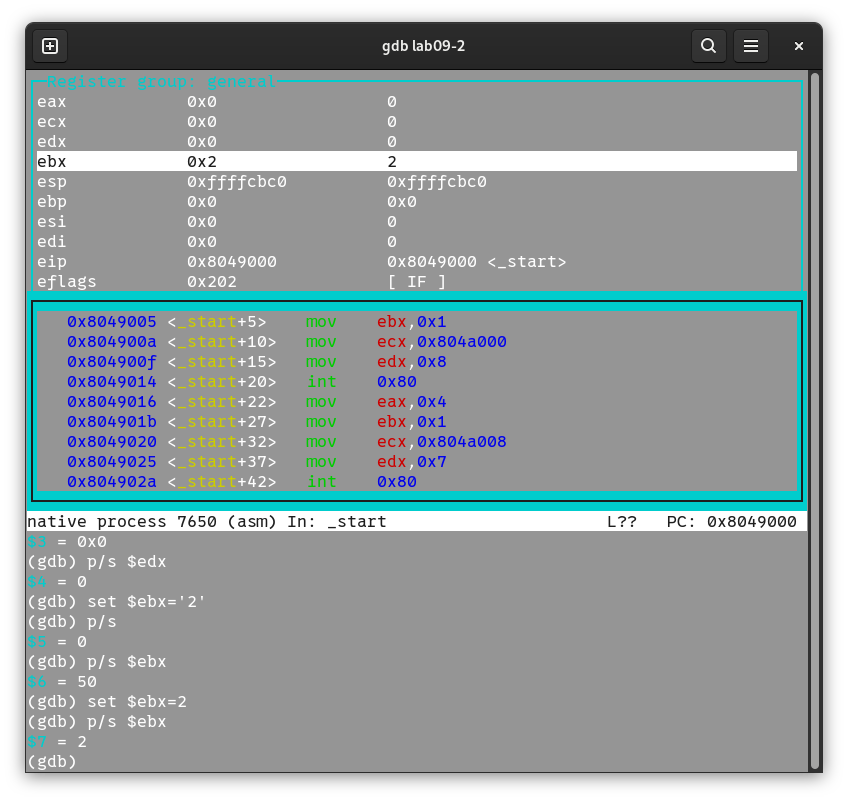 gdb lab09-2
Register group: general
eax 0x0 0
ecx 0x0 0
edx 0x0 0
ebx 0x2 2
esp 0xffffcbc0 0xffffcbc0
ebp 0x0 0x0
esi 0x0 0
edi 0x0 0
eip 0x8049000 0x8049000 <_start>
eflags 0x202 [ IF ]
0x8049005 <_start+5> mov ebx,0x1
0x804900a <_start+10> mov ecx,0x804a000
0x804900f <_start+15> mov edx,0x8
0x8049014 <_start+20> int 0x80
0x8049016 <_start+22> mov eax,0x4
0x804901b <_start+27> mov ebx,0x1
0x8049020 <_start+32> mov ecx,0x804a008
0x8049025 <_start+37> mov edx,0x7
0x804902a <_start+42> int 0x80
native process 7650 (asm) In: _start L?? PC: 0x8049000
$3 = 0x0
(gdb) p/s $edx
$4 = 0
(gdb) set $ebx='2'
(gdb) p/s
$5 = 0
(gdb) p/s $ebx
$6 = 50
(gdb) set $ebx=2
(gdb) p/s $ebx
$7 = 2
(gdb)